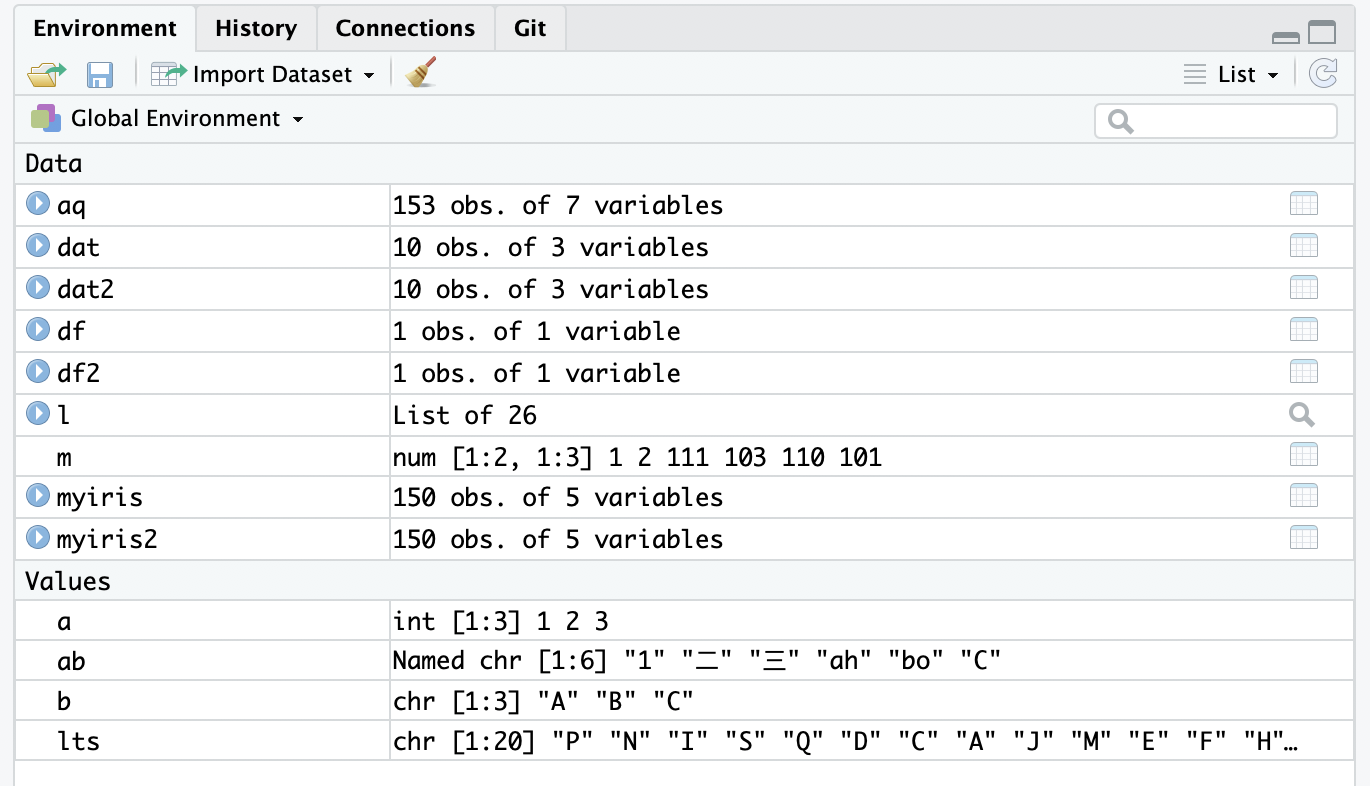 Environment History Connections Git
Import Dataset List
Global Environment
Data
aq 153 obs. of 7 variables
dat 10 obs. of 3 variables
dat2 10 obs. of 3 variables
df 1 obs. of 1 variable
df2 1 obs. of 1 variable
l List of 26
m num [1:2, 1:3] 1 2 111 103 110 101
myiris 150 obs. of 5 variables
myiris2 150 obs. of 5 variables
Values
a int [1:3] 1 2 3
ab Named chr [1:6] "1" "二" "三" "ah" "bo" "C"
b chr [1:3] "A" "B" "C"
lts chr [1:20] "P" "N" "I" "S" "Q" "D" "C" "A" "J" "M" "E" "F" "H"…